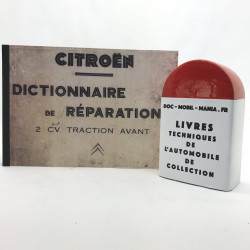 CITROËN
DICTIONNAIRE
DE RÉPARATION
2 CV TRACTION AVANT
DOC-MOBIL-MANIA.FR
LIVRES
TECHNIQUES
DE
L'AUTOMOBILE
DE
COLLECTION